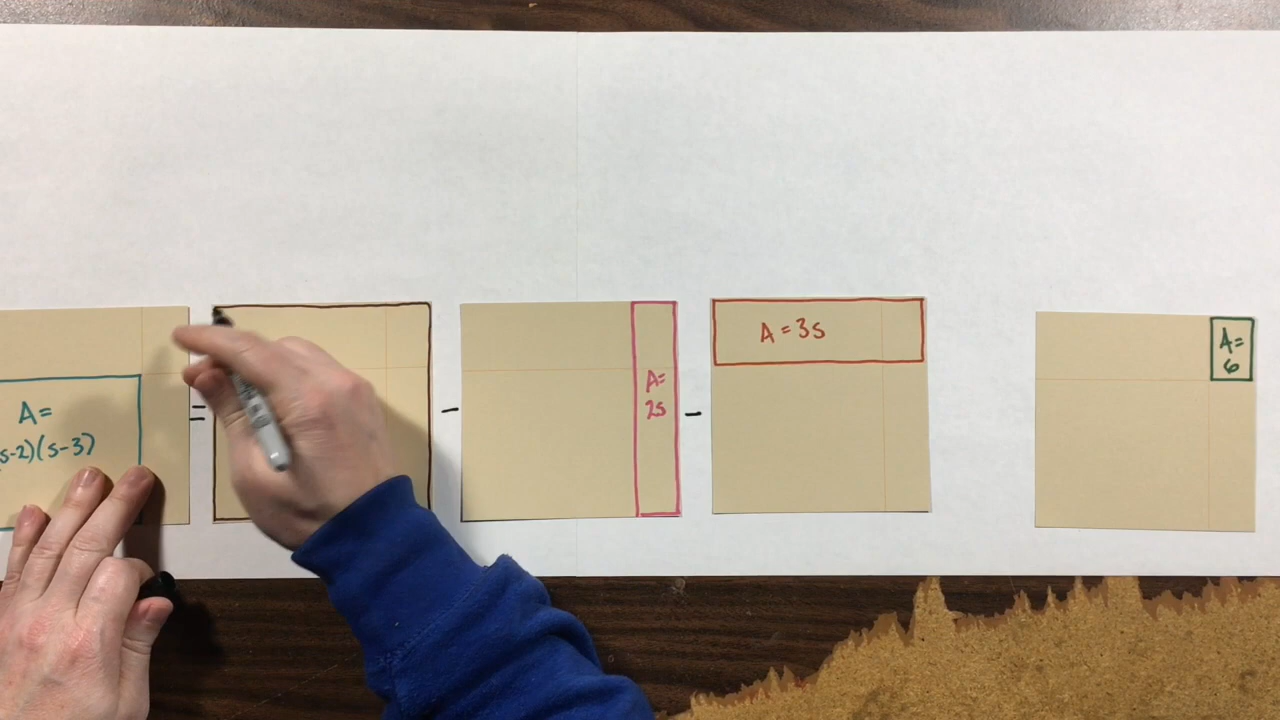 A=
s-2)(s-3)
=
-
A=
2s
-
A=3s
A=
6